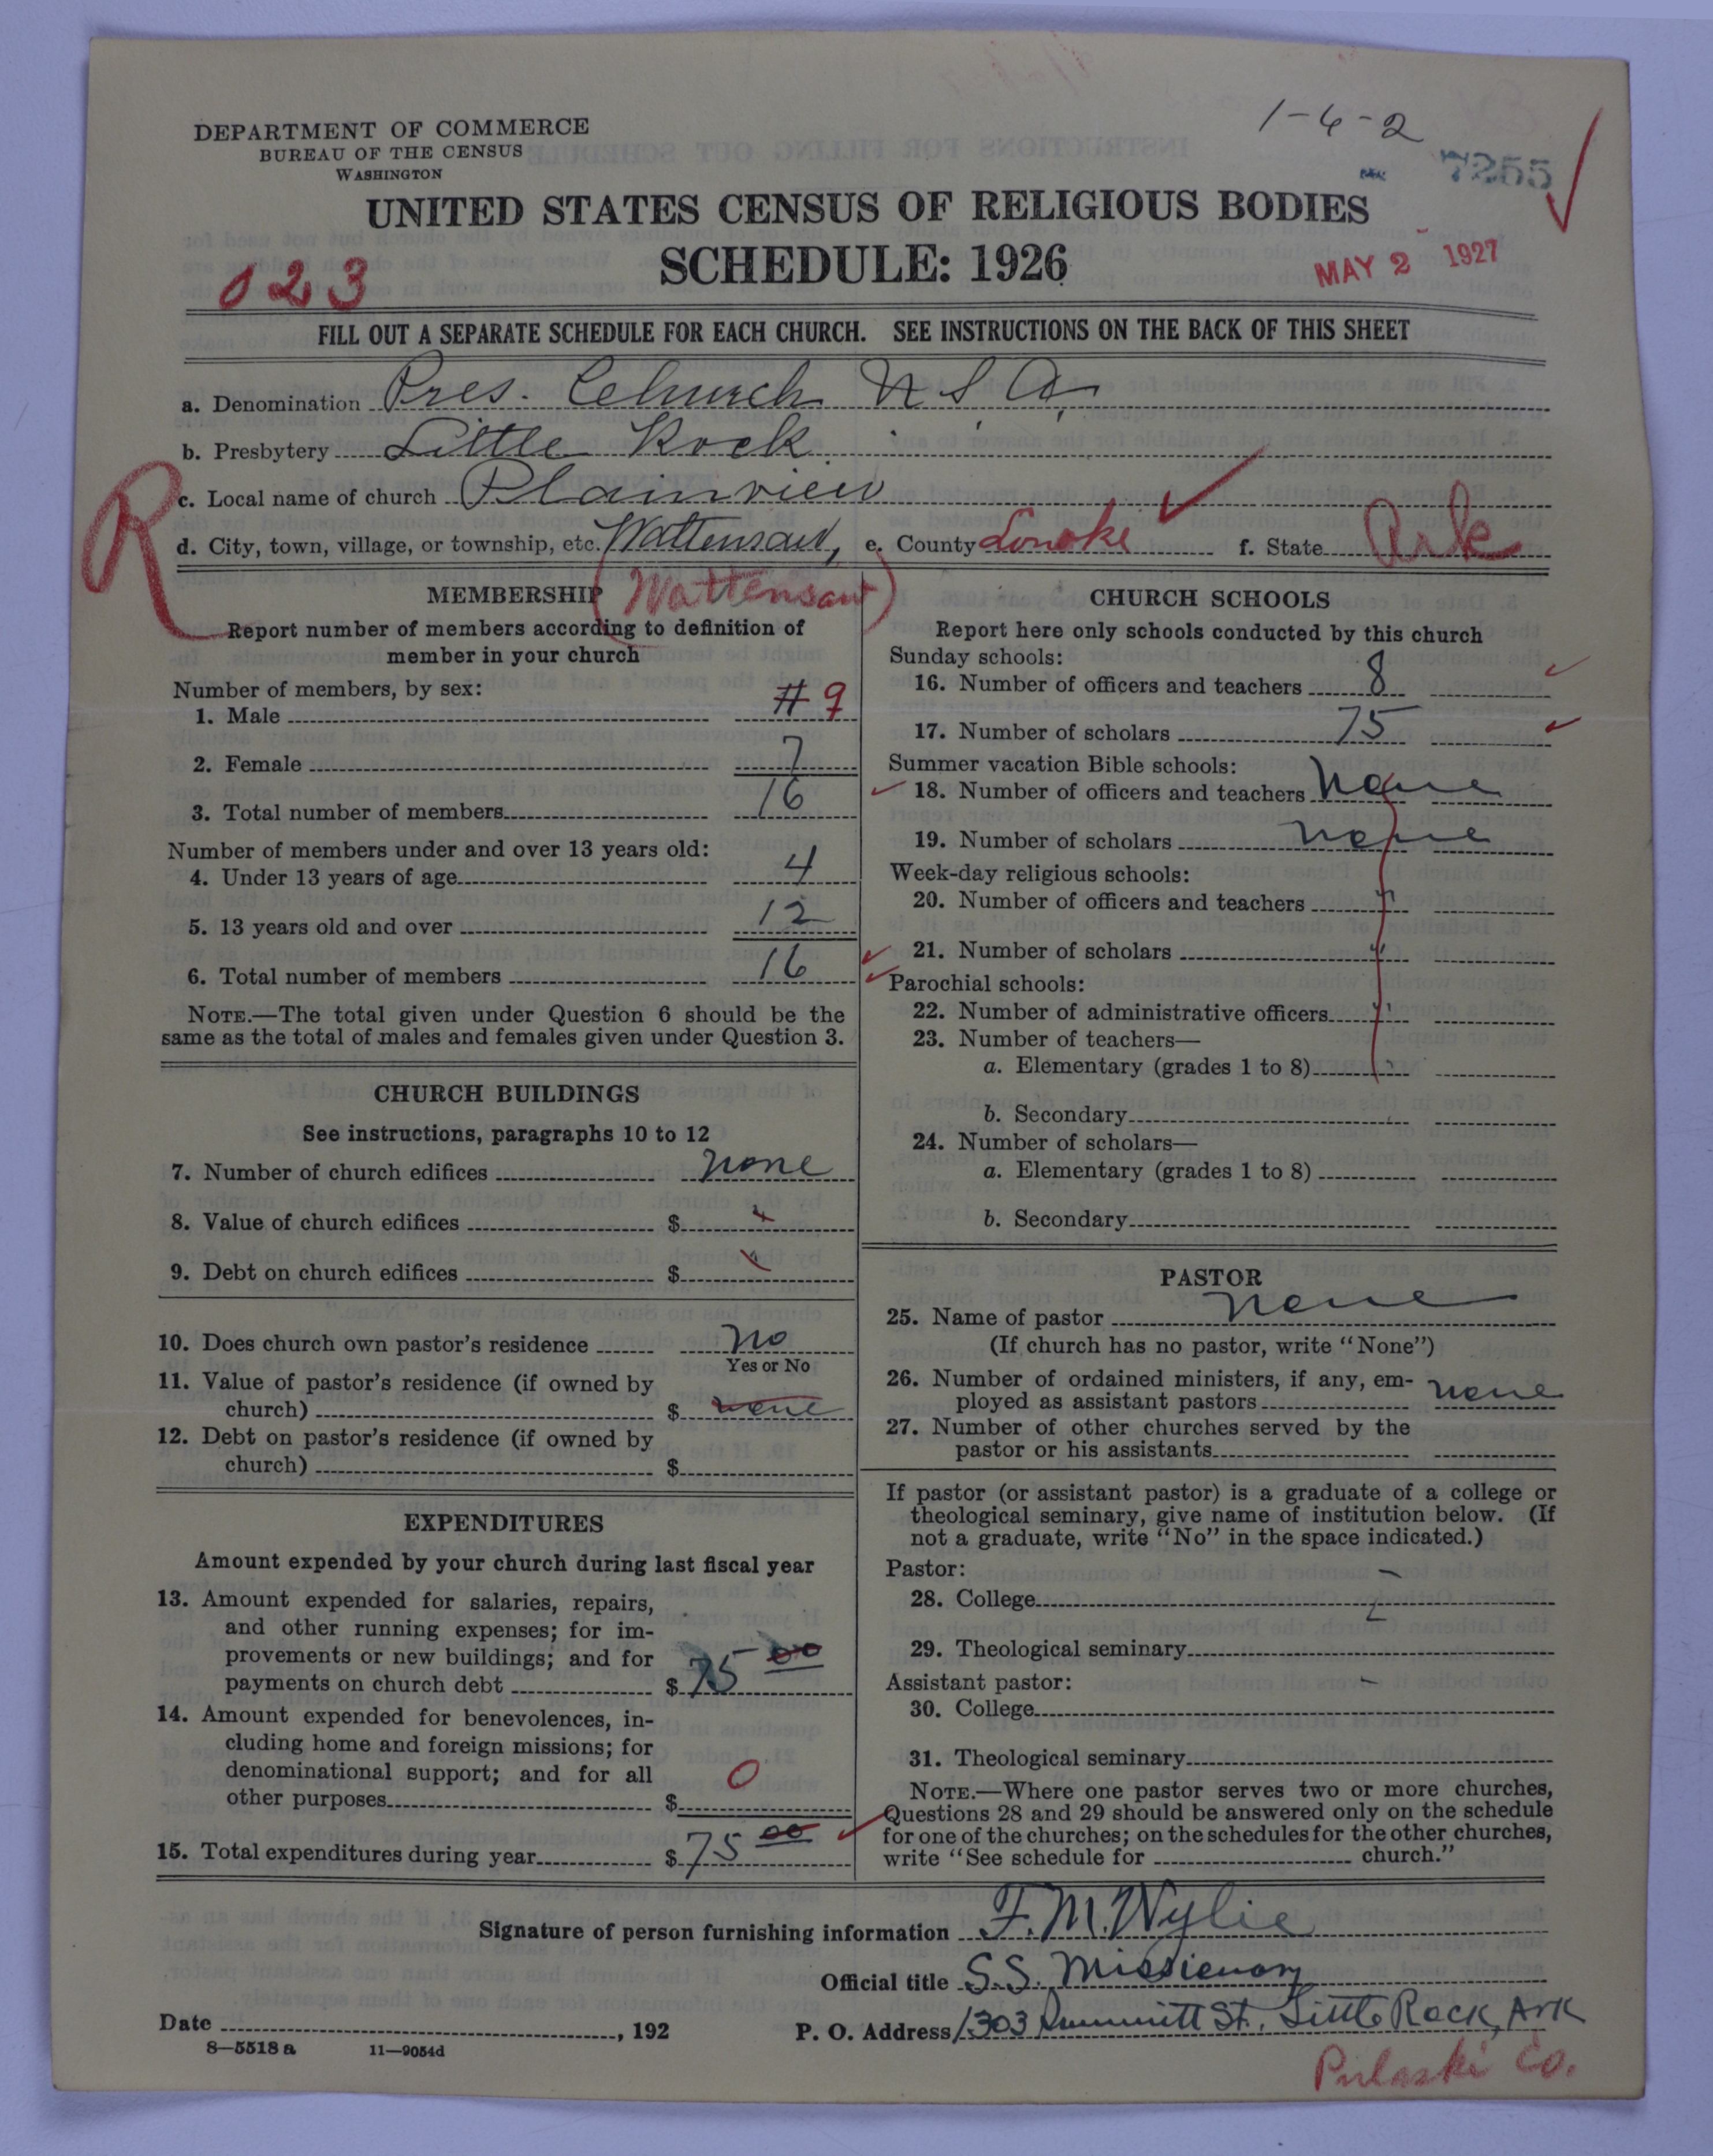 1-4-2
DEPARTMENT OF COMMERCE
BUREAU OF THE CENSUS
WASHINGTON
7255
UNITED STATES CENSUS OF RELIGIOUS BODIES
SCHEDULE: 1926
MAY 2 1927
023
FILL OUT A SEPARATE SCHEDULE FOR EACH CHURCH. SEE INSTRUCTIONS ON THE BACK OF THIS SHEET
a. Denomination Pres. Church U S A
b. Presbytery Little Rock
R
c. Local name of church Plainview
d. City, town, village, or township, etc. Wattensaw, e. County Lonoke f. State Ark
(Wattensaw)
MEMBERSHIP
Report number of members according to definition of
member in your church
Number of members, by sex:
1. Male # 9
2. Female 7
3. Total number of members 16
Number of members under and over 13 years old:
4. Under 13 years of age 4
5. 13 years old and over 12
6. Total number of members 16
NOTE.—The total given under Question 6 should be the
same as the total of males and females given under Question 3.
CHURCH BUILDINGS
See instructions, paragraphs 10 to 12
7. Number of church edifices none
8. Value of church edifices $
9. Debt on church edifices $
10. Does church own pastor's residence No
Yes or No
11. Value of pastor's residence (if owned by
church) $ none
12. Debt on pastor's residence (if owned by
church) $
EXPENDITURES
Amount expended by your church during last fiscal year
13. Amount expended for salaries, repairs,
and other running expenses; for im-
provements or new buildings; and for
payments on church debt $ 75 00
14. Amount expended for benevolences, in-
cluding home and foreign missions; for
denominational support; and for all
other purposes $ 0
15. Total expenditures during year $ 75 00
CHURCH SCHOOLS
Report here only schools conducted by this church
Sunday schools:
16. Number of officers and teachers 8
17. Number of scholars 75
Summer vacation Bible schools:
18. Number of officers and teachers None
19. Number of scholars none
Week-day religious schools:
20. Number of officers and teachers "
21. Number of scholars "
Parochial schools:
22. Number of administrative officers "
23. Number of teachers—
a. Elementary (grades 1 to 8)
b. Secondary
24. Number of scholars—
a. Elementary (grades 1 to 8)
b. Secondary
PASTOR
25. Name of pastor None
(If church has no pastor, write "None")
26. Number of ordained ministers, if any, em-
ployed as assistant pastors none
27. Number of other churches served by the
pastor or his assistants
If pastor (or assistant pastor) is a graduate of a college or
theological seminary, give name of institution below. (If
not a graduate, write "No" in the space indicated.)
Pastor:
28. College
29. Theological seminary
Assistant pastor:
30. College
31. Theological seminary
NOTE.—Where one pastor serves two or more churches,
Questions 28 and 29 should be answered only on the schedule
for one of the churches; on the schedules for the other churches,
write "See schedule for church."
Signature of person furnishing information F. M. Wylie
Official title S.S. Missionary
Date , 192 P. O. Address 1303 Summitt St. Little Rock, Ark
8—5518 a 11—9054d
Pulaski Co.